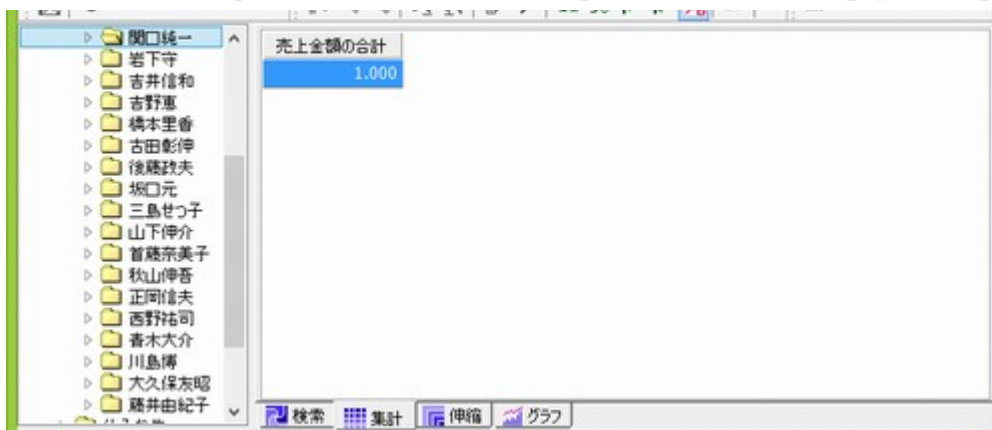 関口純一
岩下守
吉井信和
吉野恵
橋本里香
古田彰伸
後藤政夫
坂口元
三島せつ子
山下伸介
首藤奈美子
秋山伸吾
正岡信夫
西野祐司
青木大介
川島博
大久保友昭
藤井由紀子
売上金額の合計
1.000
検索 集計 伸縮 グラフ